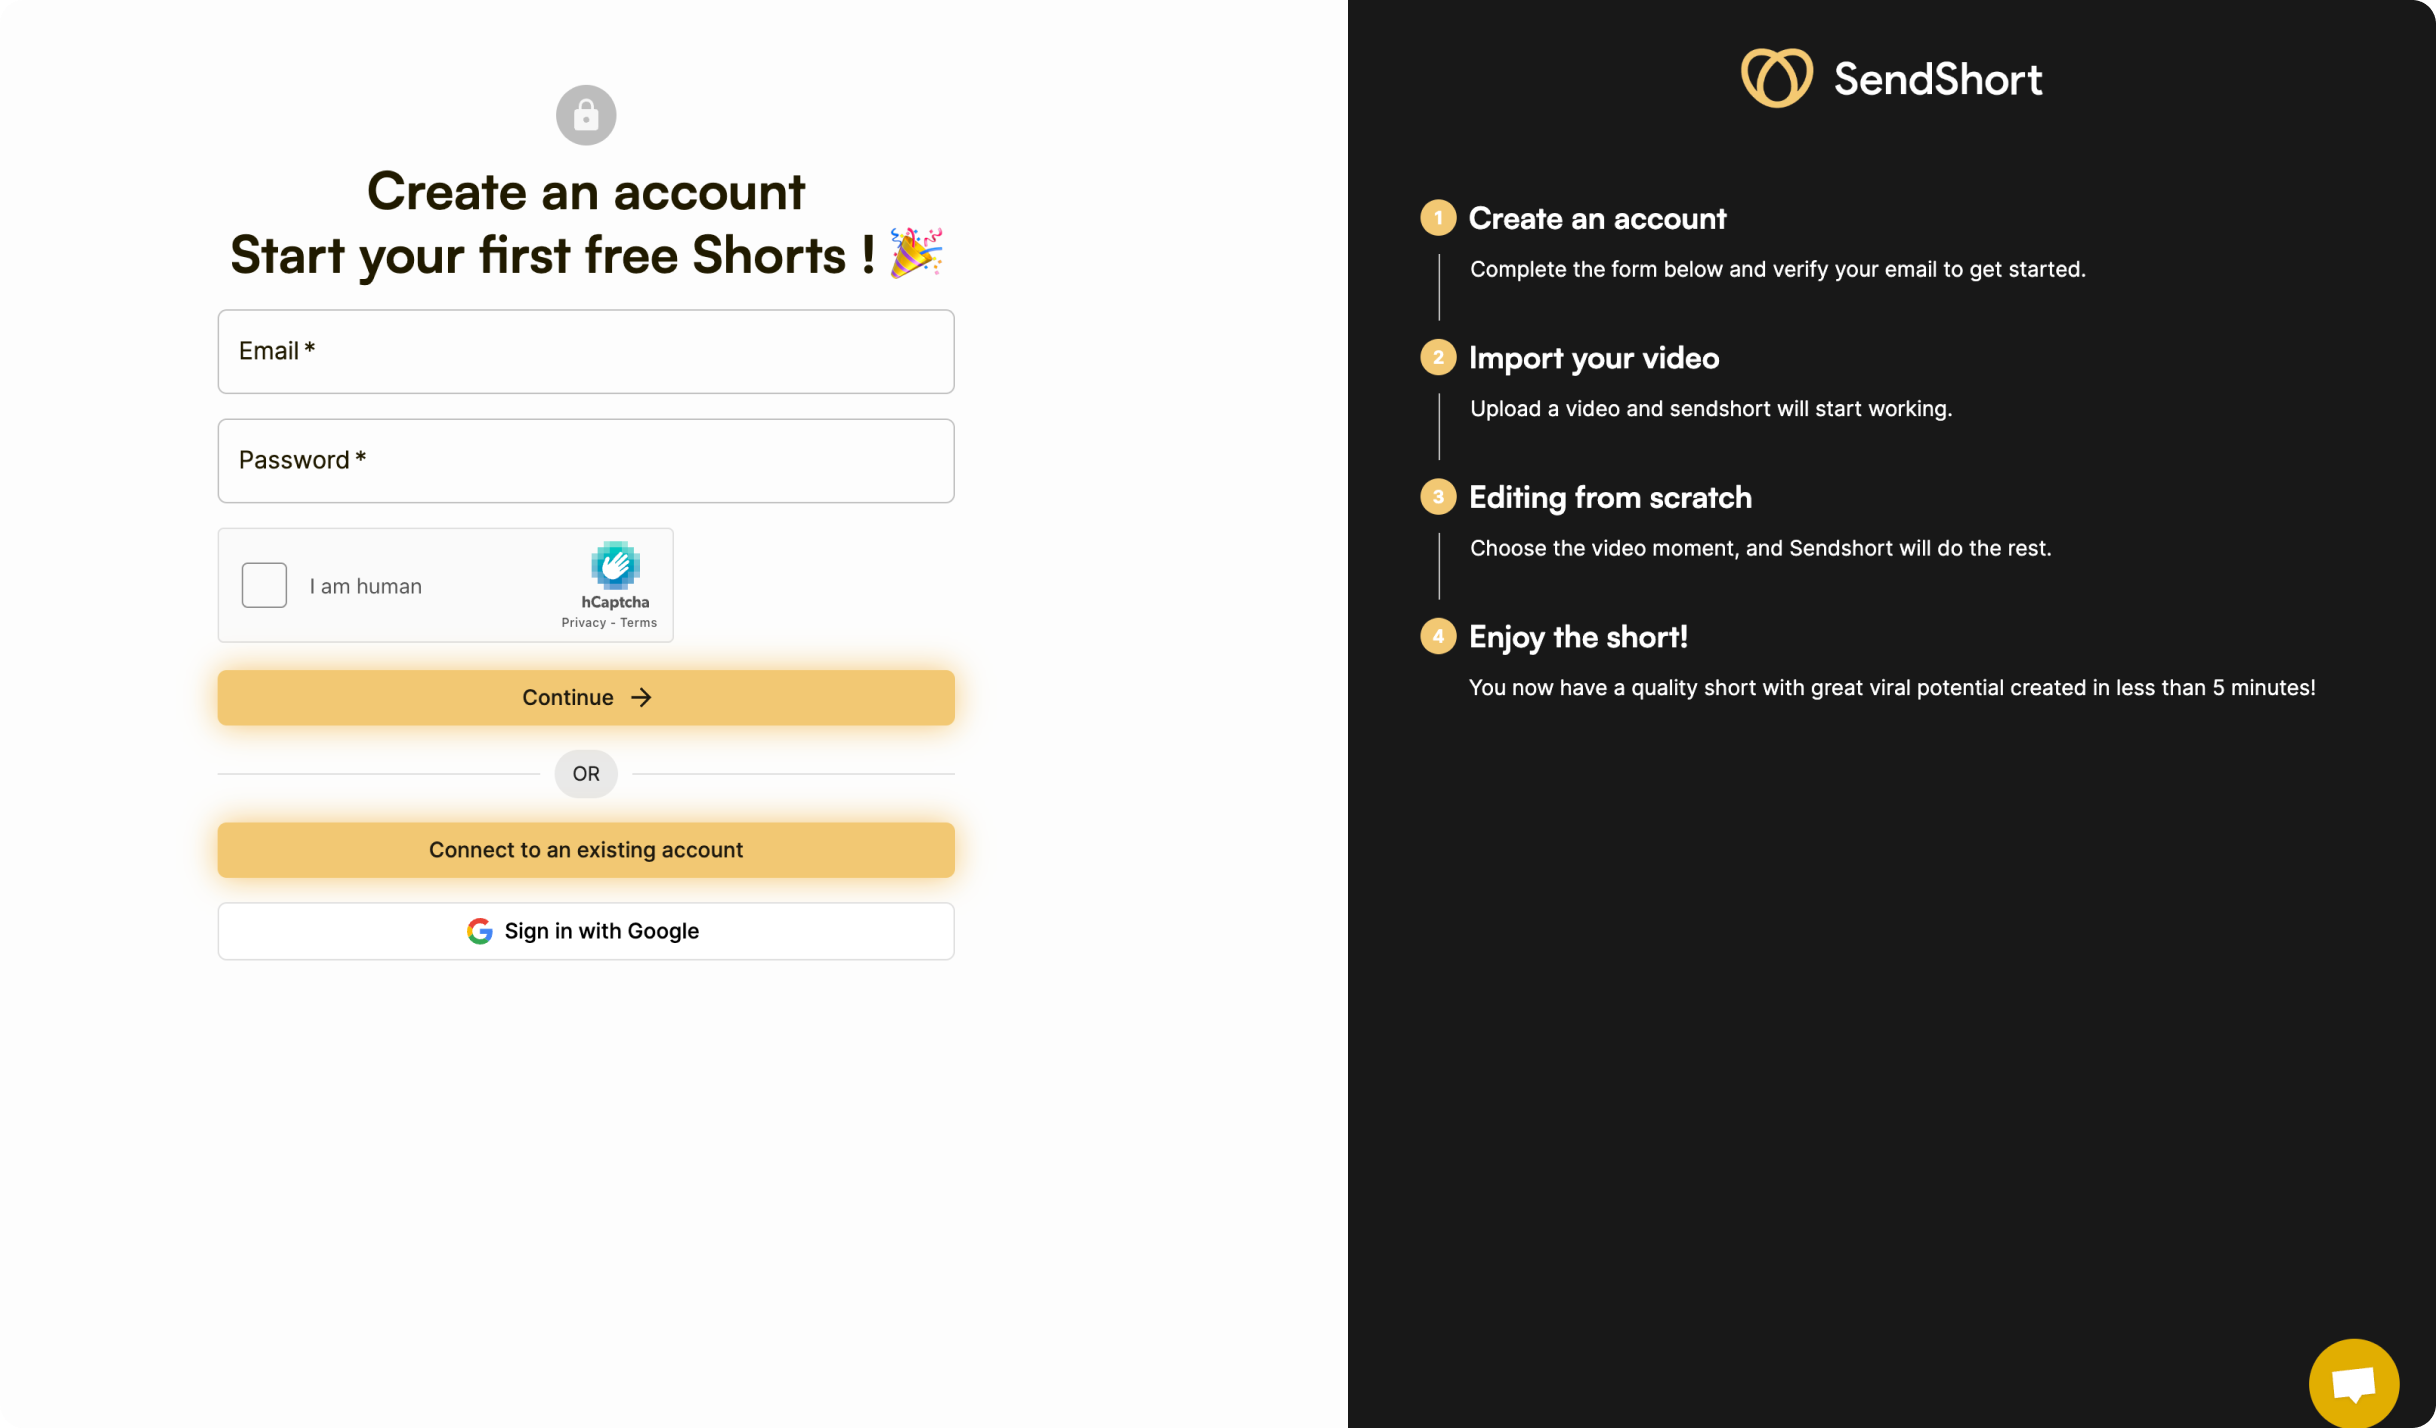 Create an account
Start your first free Shorts ! 🎉
Email *
Password *
I am human
hCaptcha
Privacy - Terms
Continue →
OR
Connect to an existing account
Sign in with Google
SendShort
1 Create an account
Complete the form below and verify your email to get started.
2 Import your video
Upload a video and sendshort will start working.
3 Editing from scratch
Choose the video moment, and Sendshort will do the rest.
4 Enjoy the short!
You now have a quality short with great viral potential created in less than 5 minutes!